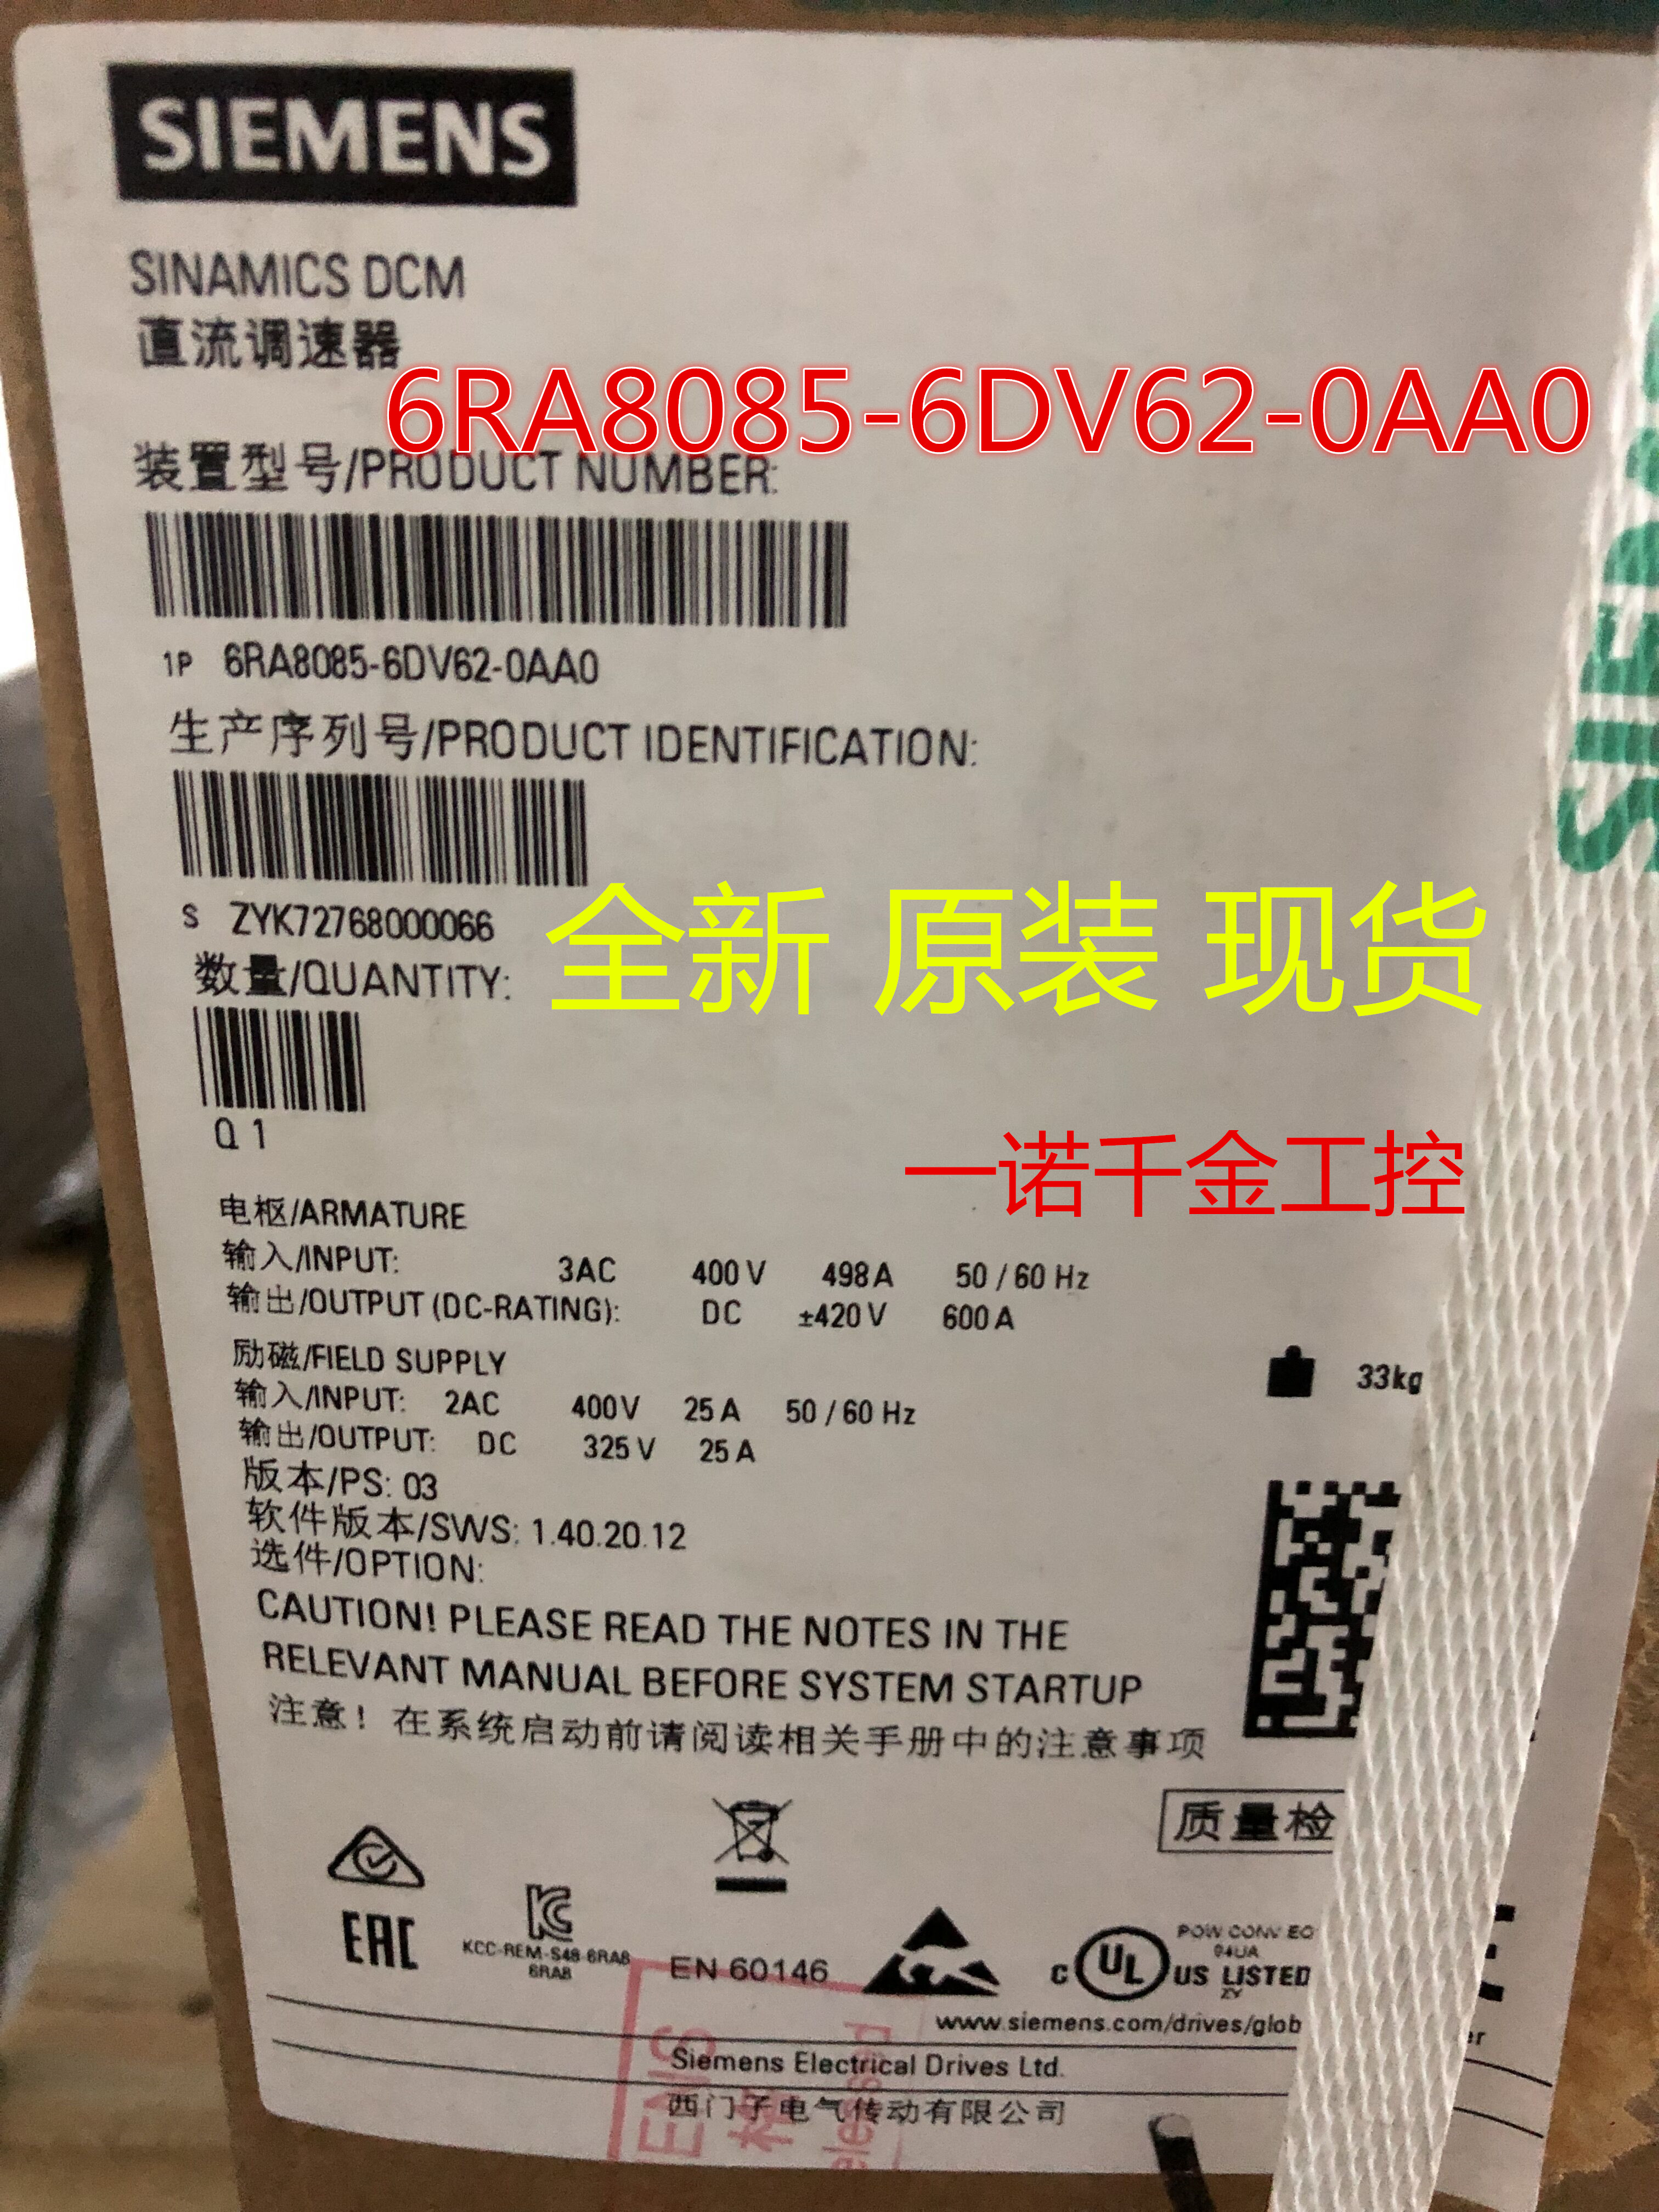 SIEMENS
SINAMICS DCM
直流调速器
6RA8085-6DV62-0AA0
装置型号/PRODUCT NUMBER:
1P 6RA8085-6DV62-0AA0
生产序列号/PRODUCT IDENTIFICATION:
S ZYK72768000066
全新 原装 现货
数量/QUANTITY:
Q 1
一诺千金工控
电枢/ARMATURE
输入/INPUT: 3AC 400 V 498 A 50 / 60 Hz
输出/OUTPUT (DC-RATING): DC ±420 V 600 A
励磁/FIELD SUPPLY
33kg
输入/INPUT: 2AC 400V 25 A 50 / 60 Hz
输出/OUTPUT: DC 325 V 25 A
版本/PS: 03
软件版本/SWS: 1.40.20.12
选件/OPTION:
CAUTION! PLEASE READ THE NOTES IN THE
RELEVANT MANUAL BEFORE SYSTEM STARTUP
注意! 在系统启动前请阅读相关手册中的注意事项
质量检
EAC
KC
KCC-REM-S48-6RA8
6RA8
EN 60146
C UL US LISTED
POW CONV EQ
94UA
ZY
www.siemens.com/drives/glob
Siemens Electrical Drives Ltd.
西门子电气传动有限公司
SIEM
ENS